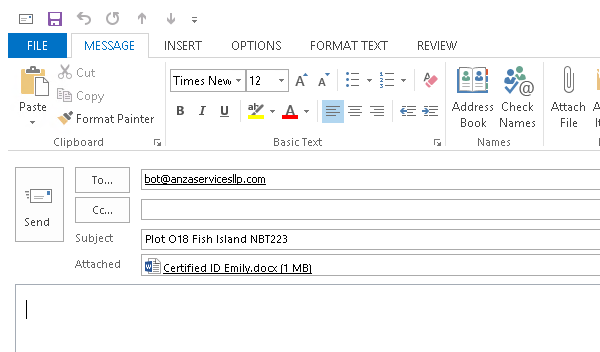 FILE MESSAGE INSERT OPTIONS FORMAT TEXT REVIEW
Paste
Cut
Copy
Format Painter
Clipboard
Times New 12 A A
B I U ab A
Basic Text
Address Book
Check Names
Names
Attach File
Send
To... bot@anzaservicesllp.com
Cc...
Subject Plot O18 Fish Island NBT223
Attached Certified ID Emily.docx (1 MB)